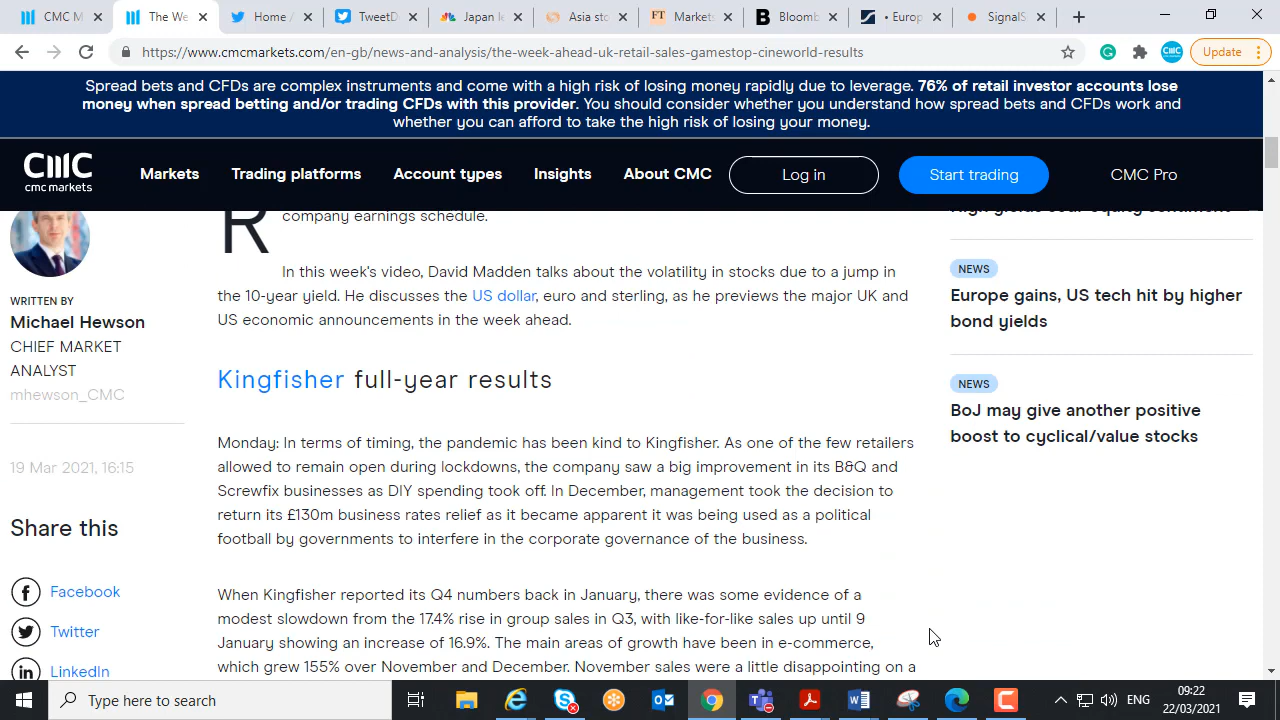 CMC M
The We
Home /
TweetD
Japan l
Asia sto
FT
Market
B
Bloomb
• Europ
SignalS
https://www.cmcmarkets.com/en-gb/news-and-analysis/the-week-ahead-uk-retail-sales-gamestop-cineworld-results
Update
Spread bets and CFDs are complex instruments and come with a high risk of losing money rapidly due to leverage. 76% of retail investor accounts lose
money when spread betting and/or trading CFDs with this provider. You should consider whether you understand how spread bets and CFDs work and
whether you can afford to take the high risk of losing your money.
cmc markets
Markets
Trading platforms
Account types
Insights
About CMC
Log in
Start trading
CMC Pro
R
company earnings schedule.
In this week's video, David Madden talks about the volatility in stocks due to a jump in
the 10-year yield. He discusses the US dollar, euro and sterling, as he previews the major UK and
US economic announcements in the week ahead.
WRITTEN BY
Michael Hewson
CHIEF MARKET
ANALYST
mhewson_CMC
19 Mar 2021, 16:15
Share this
Facebook
Twitter
LinkedIn
Kingfisher full-year results
Monday: In terms of timing, the pandemic has been kind to Kingfisher. As one of the few retailers
allowed to remain open during lockdowns, the company saw a big improvement in its B&Q and
Screwfix businesses as DIY spending took off. In December, management took the decision to
return its £130m business rates relief as it became apparent it was being used as a political
football by governments to interfere in the corporate governance of the business.
When Kingfisher reported its Q4 numbers back in January, there was some evidence of a
modest slowdown from the 17.4% rise in group sales in Q3, with like-for-like sales up until 9
January showing an increase of 16.9%. The main areas of growth have been in e-commerce,
which grew 155% over November and December. November sales were a little disappointing on a
High yields sour equity sentiment
NEWS
Europe gains, US tech hit by higher
bond yields
NEWS
BoJ may give another positive
boost to cyclical/value stocks
Type here to search
ENG
09:22
22/03/2021